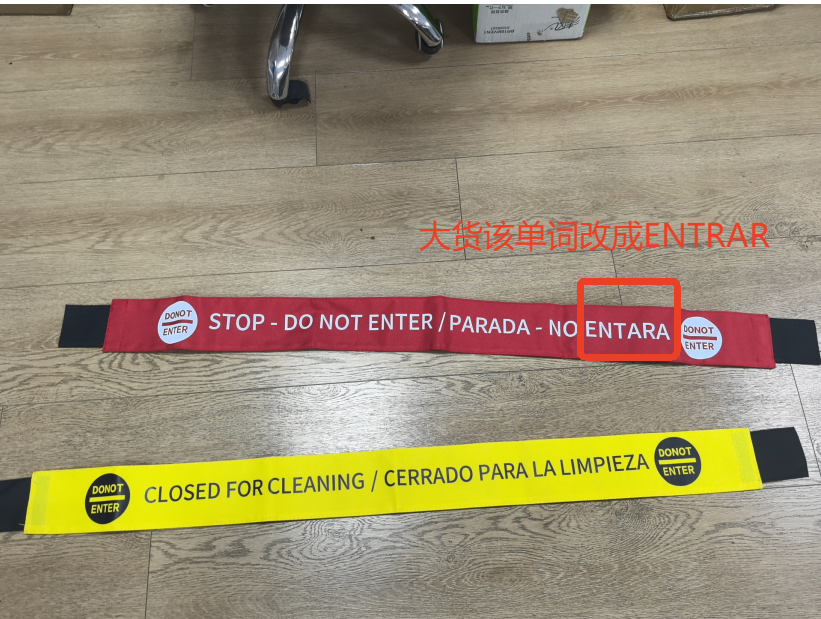 大货该单词改成ENTRAR
DONOT
ENTER
STOP - DO NOT ENTER / PARADA - NO ENTARA
DONOT
ENTER
DONOT
ENTER
CLOSED FOR CLEANING / CERRADO PARA LA LIMPIEZA
DONOT
ENTER